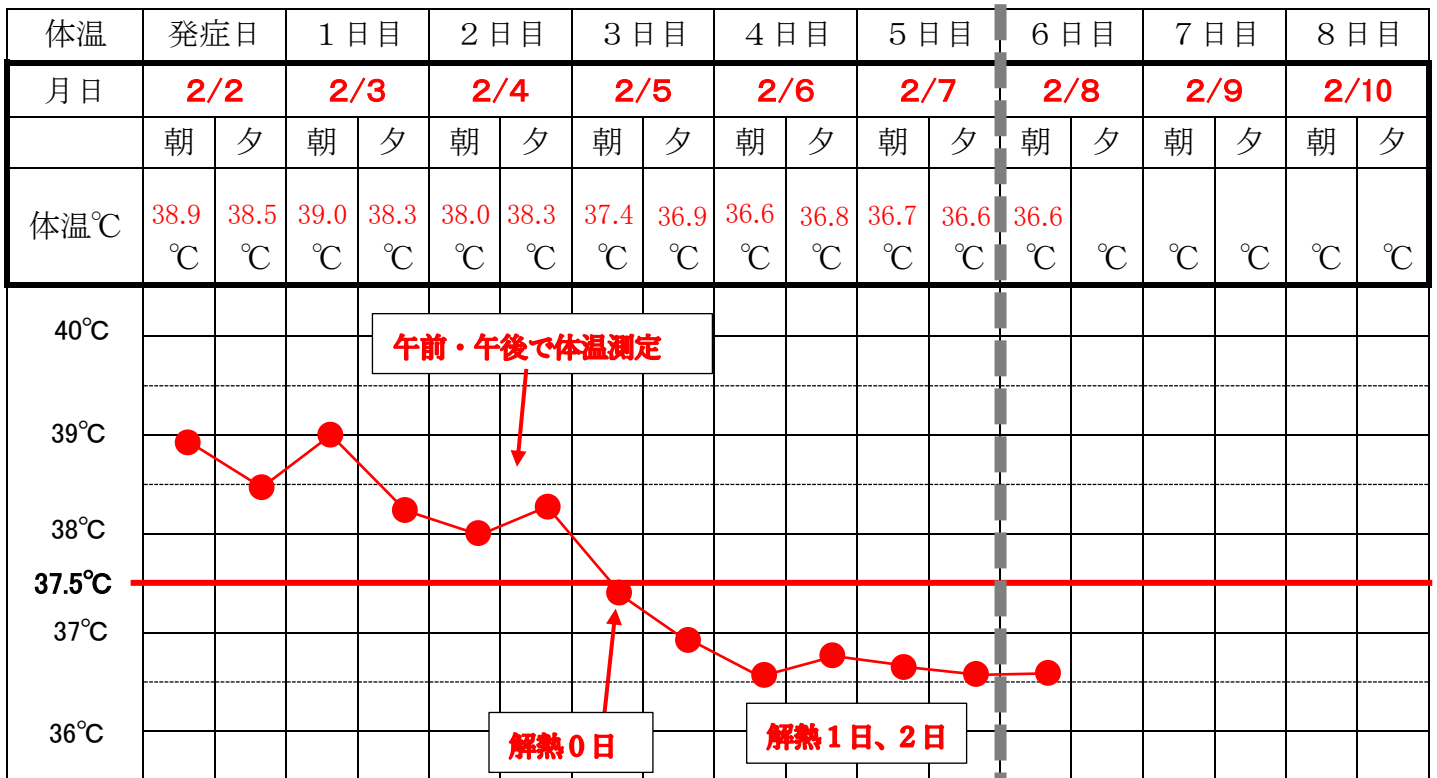 体温 発症日 １日目 ２日目 ３日目 ４日目 ５日目 ６日目 ７日目 ８日目
月日 2/2 2/3 2/4 2/5 2/6 2/7 2/8 2/9 2/10
朝 夕 朝 夕 朝 夕 朝 夕 朝 夕 朝 夕 朝 夕 朝 夕 朝 夕
体温℃ 38.9 38.5 39.0 38.3 38.0 38.3 37.4 36.9 36.6 36.8 36.7 36.6 36.6
℃ ℃ ℃ ℃ ℃ ℃ ℃ ℃ ℃ ℃ ℃ ℃ ℃ ℃ ℃ ℃ ℃ ℃
40℃
午前・午後で体温測定
39℃
38℃
37.5℃
37℃
36℃
解熱０日
解熱１日、２日